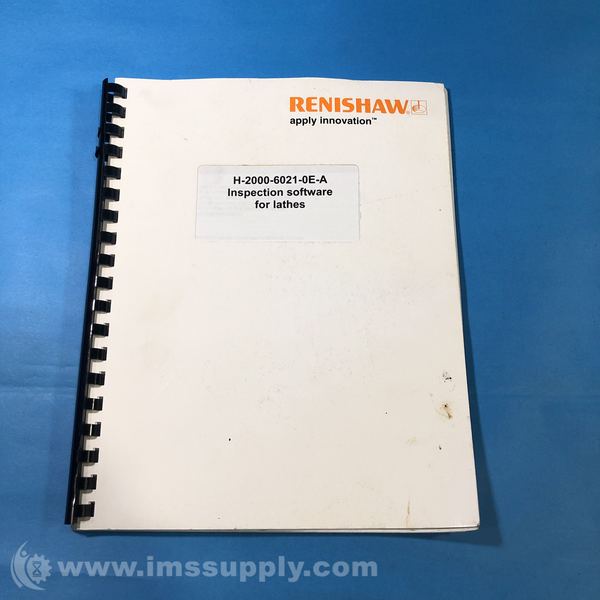 RENISHAW
apply innovation™
H-2000-6021-0E-A
Inspection software
for lathes
www.imssupply.com